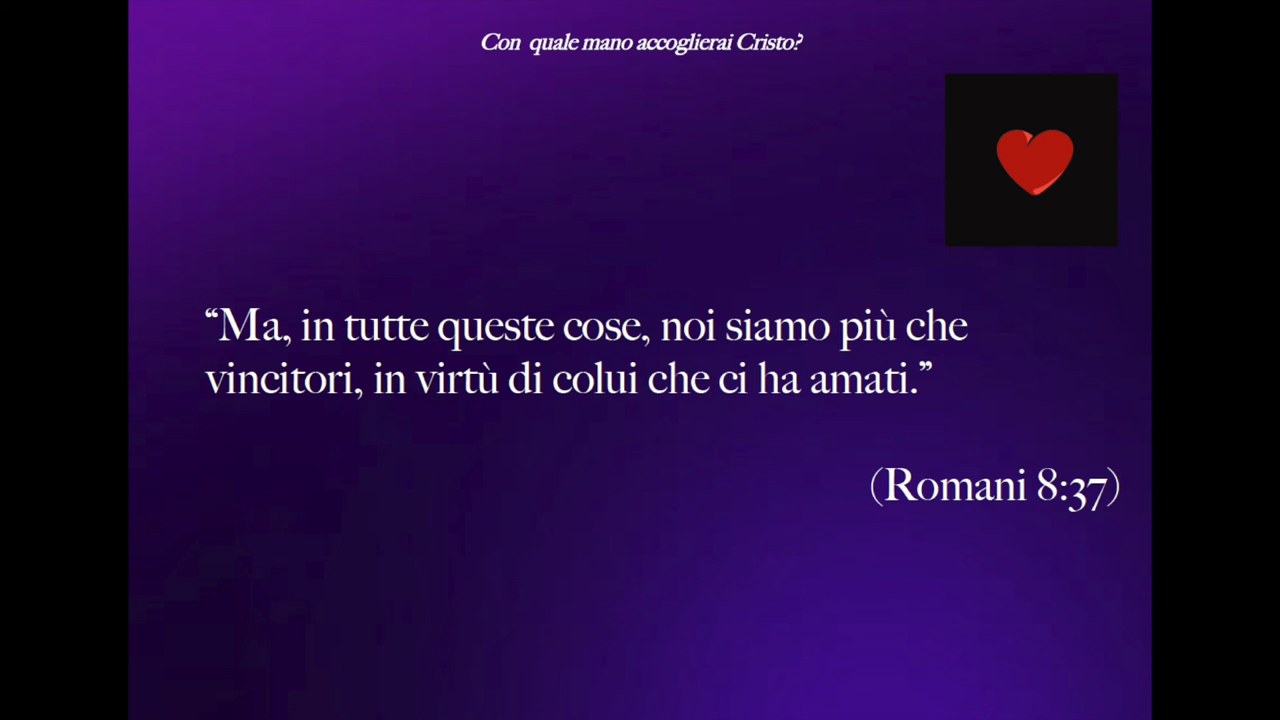 Con quale mano accoglierai Cristo?
“Ma, in tutte queste cose, noi siamo più che
vincitori, in virtù di colui che ci ha amati.”
(Romani 8:37)